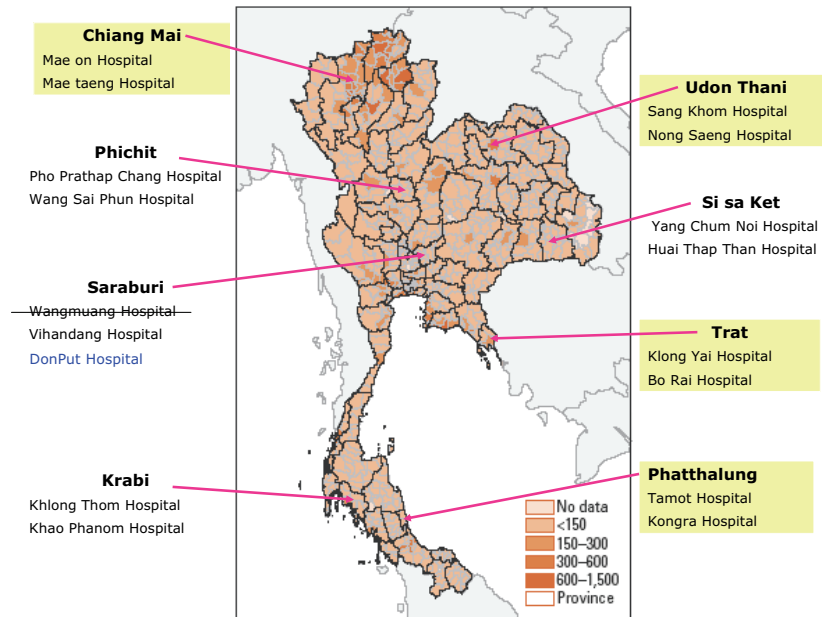 Chiang Mai
Mae on Hospital
Mae taeng Hospital
Phichit
Pho Prathap Chang Hospital
Wang Sai Phun Hospital
Saraburi
Wangmuang Hospital
Vihandang Hospital
DonPut Hospital
Krabi
Khlong Thom Hospital
Khao Phanom Hospital
Udon Thani
Sang Khom Hospital
Nong Saeng Hospital
Si sa Ket
Yang Chum Noi Hospital
Huai Thap Than Hospital
Trat
Klong Yai Hospital
Bo Rai Hospital
Phatthalung
Tamot Hospital
Kongra Hospital
No data
<150
150–300
300–600
600–1,500
Province